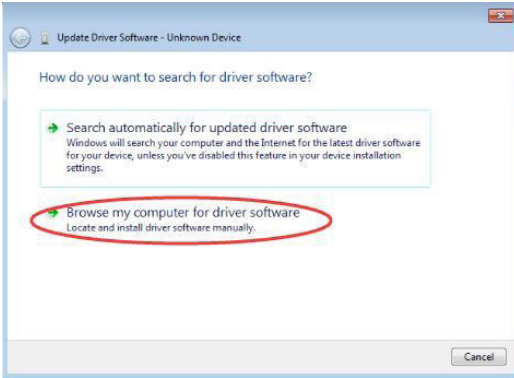 Update Driver Software - Unknown Device
How do you want to search for driver software?
Search automatically for updated driver software
Windows will search your computer and the Internet for the latest driver software
for your device, unless you've disabled this feature in your device installation
settings.
Browse my computer for driver software
Locate and install driver software manually.
Cancel